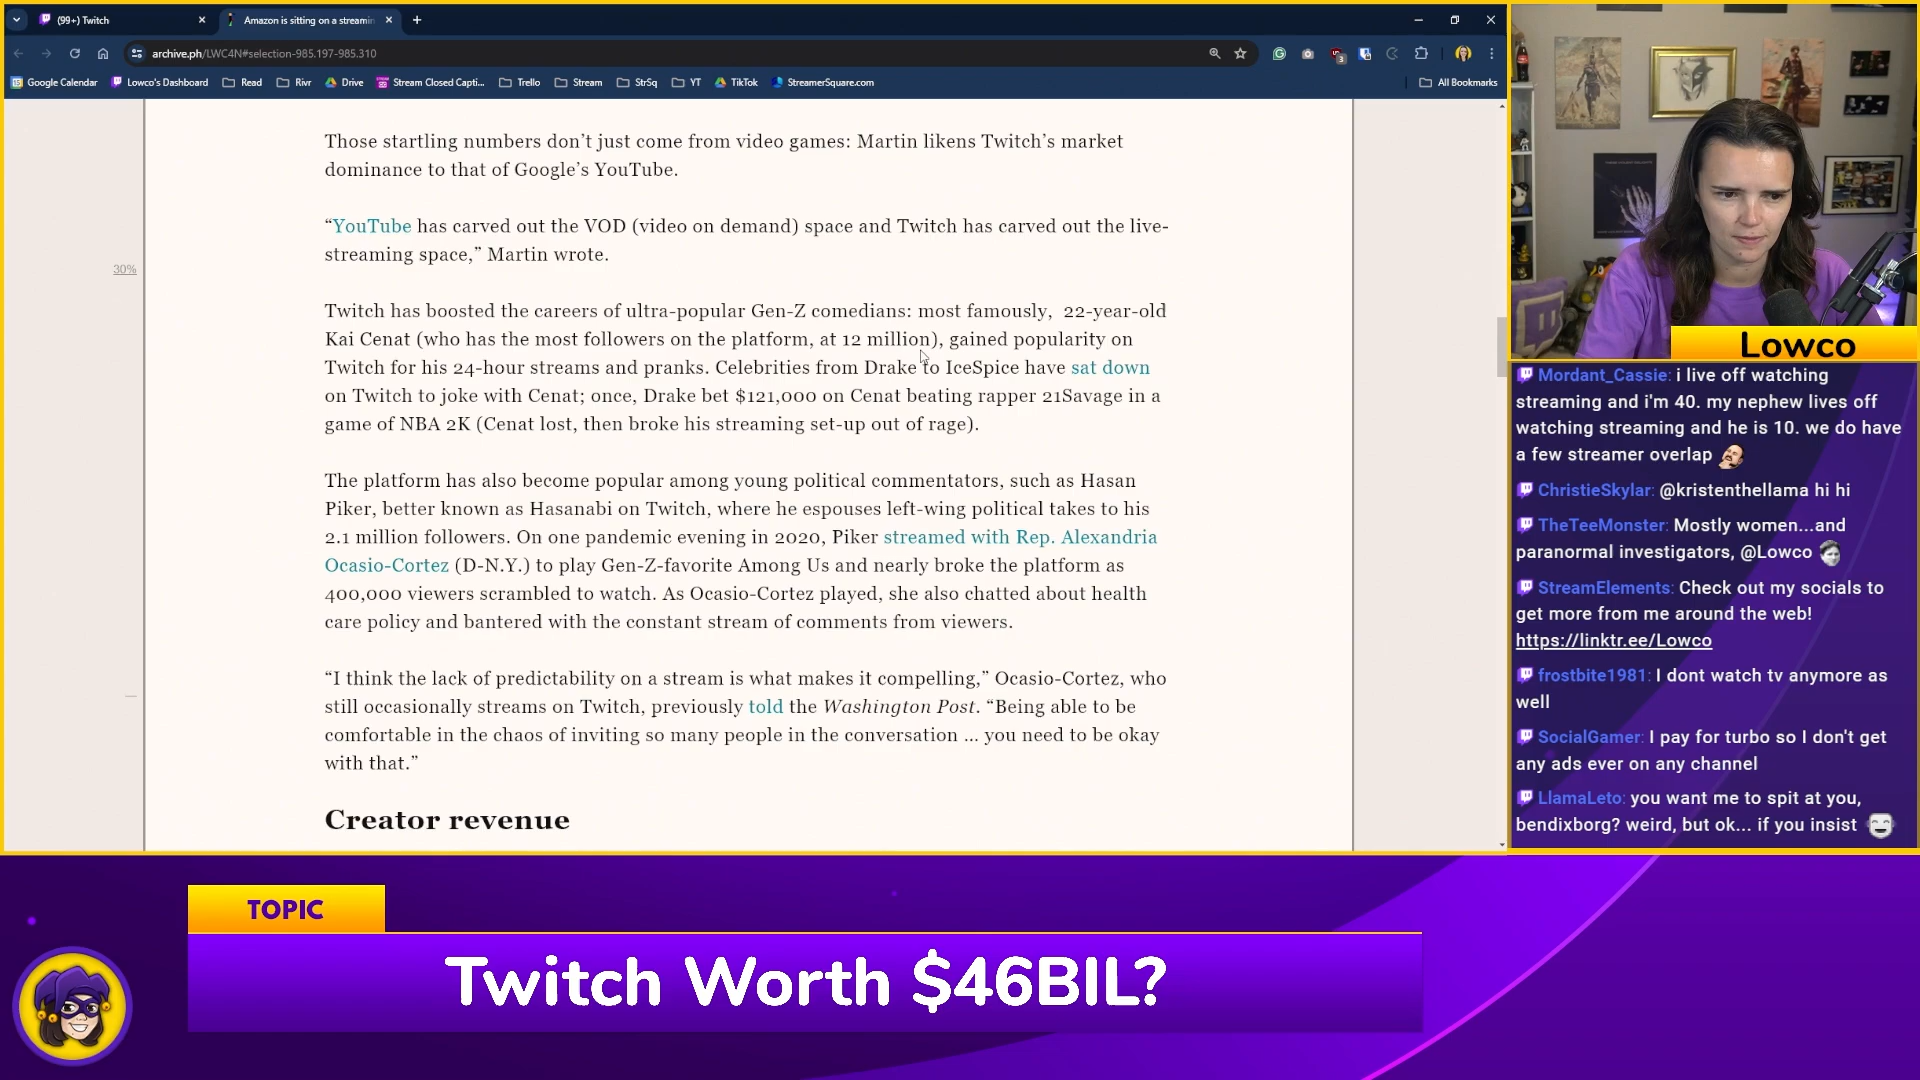 (99+) Twitch
Amazon is sitting on a streamin
archive.ph/LWC4N#selection-985.197-985.310
3
Google Calendar
Lowco's Dashboard
Read
Rivr
Drive
Stream Closed Capti...
Trello
Stream
StrSq
YT
TikTok
StreamerSquare.com
All Bookmarks
Those startling numbers don’t just come from video games: Martin likens Twitch’s market
dominance to that of Google’s YouTube.
“YouTube has carved out the VOD (video on demand) space and Twitch has carved out the live-
streaming space,” Martin wrote.
30%
Twitch has boosted the careers of ultra-popular Gen-Z comedians: most famously, 22-year-old
Kai Cenat (who has the most followers on the platform, at 12 million), gained popularity on
Twitch for his 24-hour streams and pranks. Celebrities from Drake to IceSpice have sat down
on Twitch to joke with Cenat; once, Drake bet $121,000 on Cenat beating rapper 21Savage in a
game of NBA 2K (Cenat lost, then broke his streaming set-up out of rage).
The platform has also become popular among young political commentators, such as Hasan
Piker, better known as Hasanabi on Twitch, where he espouses left-wing political takes to his
2.1 million followers. On one pandemic evening in 2020, Piker streamed with Rep. Alexandria
Ocasio-Cortez (D-N.Y.) to play Gen-Z-favorite Among Us and nearly broke the platform as
400,000 viewers scrambled to watch. As Ocasio-Cortez played, she also chatted about health
care policy and bantered with the constant stream of comments from viewers.
“I think the lack of predictability on a stream is what makes it compelling,” Ocasio-Cortez, who
still occasionally streams on Twitch, previously told the Washington Post. “Being able to be
comfortable in the chaos of inviting so many people in the conversation ... you need to be okay
with that.”
Creator revenue
Lowco
Mordant_Cassie: i live off watching
streaming and i'm 40. my nephew lives off
watching streaming and he is 10. we do have
a few streamer overlap
ChristieSkylar: @kristenthellama hi hi
TheTeeMonster: Mostly women...and
paranormal investigators, @Lowco
StreamElements: Check out my socials to
get more from me around the web!
https://linktr.ee/Lowco
frostbite1981: I dont watch tv anymore as
well
SocialGamer: I pay for turbo so I don't get
any ads ever on any channel
LlamaLeto: you want me to spit at you,
bendixborg? weird, but ok... if you insist
TOPIC
Twitch Worth $46BIL?